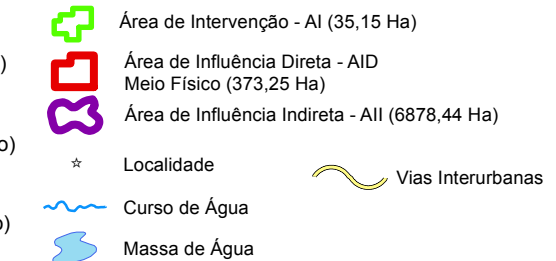 Área de Intervenção - AI (35,15 Ha)
)
Área de Influência Direta - AID
Meio Físico (373,25 Ha)
Área de Influência Indireta - AII (6878,44 Ha)
o)
Localidade
Vias Interurbanas
Curso de Água
o)
Massa de Água